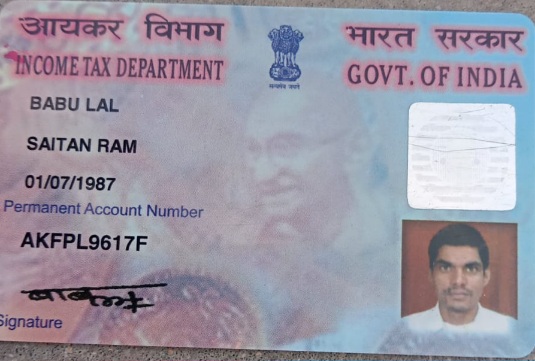 आयकर विभाग
INCOME TAX DEPARTMENT
भारत सरकार
GOVT. OF INDIA
सत्यमेव जयते
BABU LAL
SAITAN RAM
01/07/1987
Permanent Account Number
AKFPL9617F
बाबूलाल
Signature